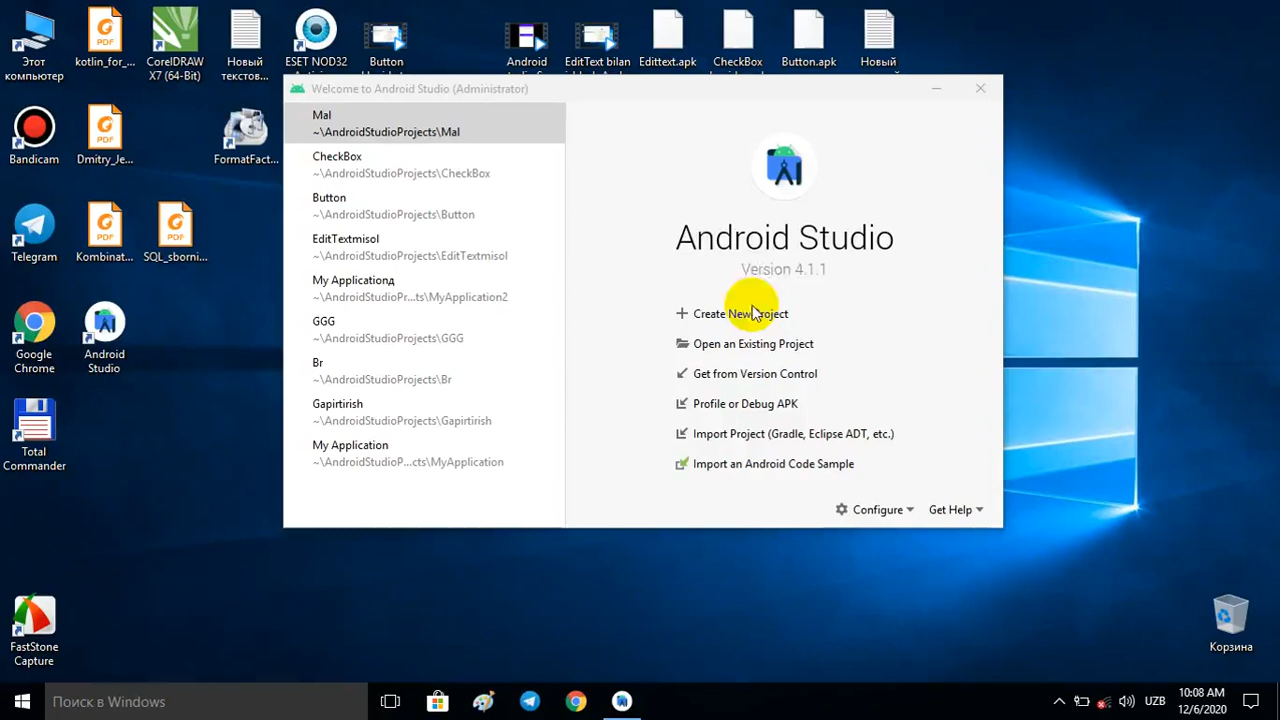 Этот
компьютер
kotlin_for_...
CorelDRAW
X7 (64-Bit)
Новый
текстов...
ESET NOD32
Button
Android
EditText bilan
Edittext.apk
CheckBox
Button.apk
Новый
Bandicam
Dmitry_Je...
FormatFact...
Telegram
Kombinat...
SQL_sborni...
Google
Chrome
Android
Studio
Total
Commander
FastStone
Capture
Корзина
Welcome to Android Studio (Administrator)
Mal
~\AndroidStudioProjects\Mal
CheckBox
~\AndroidStudioProjects\CheckBox
Button
~\AndroidStudioProjects\Button
EditTextmisol
~\AndroidStudioProjects\EditTextmisol
My Applicationд
~\AndroidStudioPr...ts\MyApplication2
GGG
~\AndroidStudioProjects\GGG
Br
~\AndroidStudioProjects\Br
Gapirtirish
~\AndroidStudioProjects\Gapirtirish
My Application
~\AndroidStudioP...cts\MyApplication
Android Studio
Version 4.1.1
Create New Project
Open an Existing Project
Get from Version Control
Profile or Debug APK
Import Project (Gradle, Eclipse ADT, etc.)
Import an Android Code Sample
Configure
Get Help
Поиск в Windows
UZB
10:08 AM
12/6/2020